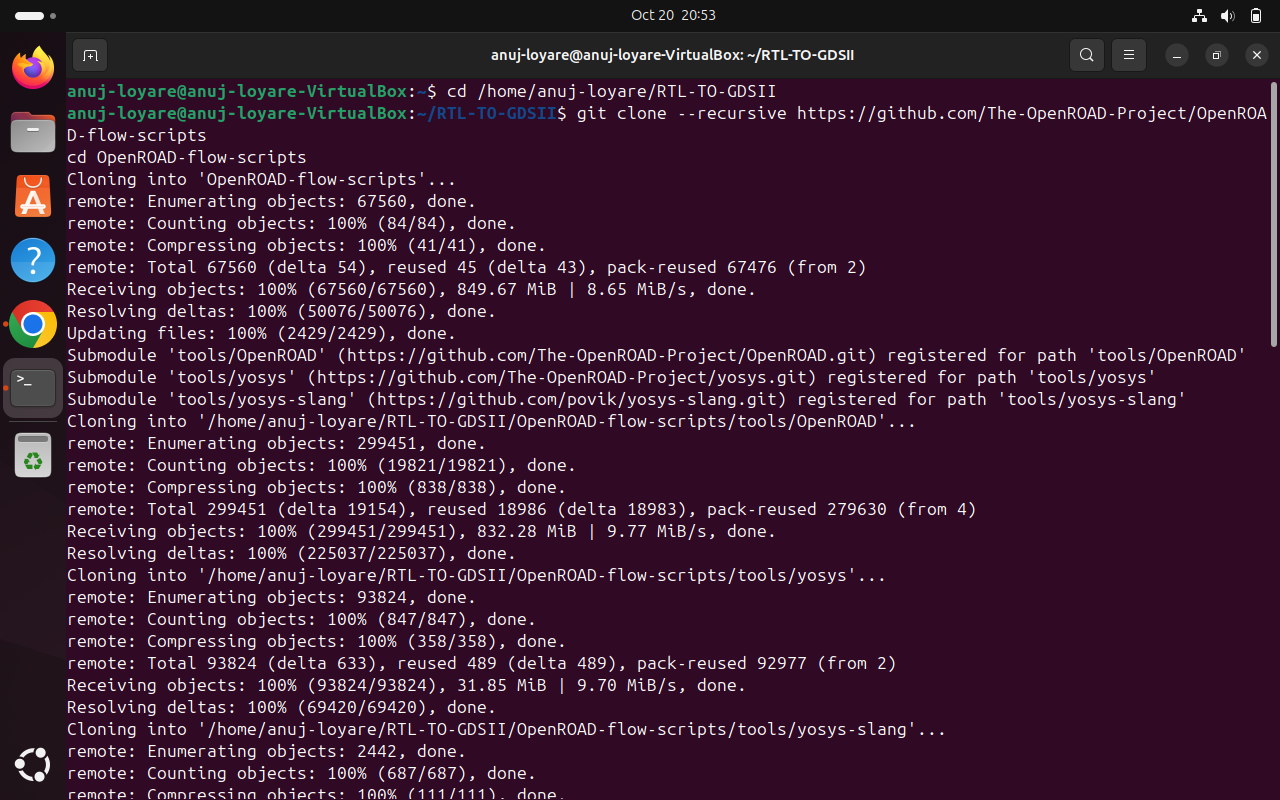 Oct 20 20:53
anuj-loyare@anuj-loyare-VirtualBox: ~/RTL-TO-GDSII
anuj-loyare@anuj-loyare-VirtualBox:~$ cd /home/anuj-loyare/RTL-TO-GDSII
anuj-loyare@anuj-loyare-VirtualBox:~/RTL-TO-GDSII$ git clone --recursive https://github.com/The-OpenROAD-Project/OpenROA
D-flow-scripts
cd OpenROAD-flow-scripts
Cloning into 'OpenROAD-flow-scripts'...
remote: Enumerating objects: 67560, done.
remote: Counting objects: 100% (84/84), done.
remote: Compressing objects: 100% (41/41), done.
remote: Total 67560 (delta 54), reused 45 (delta 43), pack-reused 67476 (from 2)
Receiving objects: 100% (67560/67560), 849.67 MiB | 8.65 MiB/s, done.
Resolving deltas: 100% (50076/50076), done.
Updating files: 100% (2429/2429), done.
Submodule 'tools/OpenROAD' (https://github.com/The-OpenROAD-Project/OpenROAD.git) registered for path 'tools/OpenROAD'
Submodule 'tools/yosys' (https://github.com/The-OpenROAD-Project/yosys.git) registered for path 'tools/yosys'
Submodule 'tools/yosys-slang' (https://github.com/povik/yosys-slang.git) registered for path 'tools/yosys-slang'
Cloning into '/home/anuj-loyare/RTL-TO-GDSII/OpenROAD-flow-scripts/tools/OpenROAD'...
remote: Enumerating objects: 299451, done.
remote: Counting objects: 100% (19821/19821), done.
remote: Compressing objects: 100% (838/838), done.
remote: Total 299451 (delta 19154), reused 18986 (delta 18983), pack-reused 279630 (from 4)
Receiving objects: 100% (299451/299451), 832.28 MiB | 9.77 MiB/s, done.
Resolving deltas: 100% (225037/225037), done.
Cloning into '/home/anuj-loyare/RTL-TO-GDSII/OpenROAD-flow-scripts/tools/yosys'...
remote: Enumerating objects: 93824, done.
remote: Counting objects: 100% (847/847), done.
remote: Compressing objects: 100% (358/358), done.
remote: Total 93824 (delta 633), reused 489 (delta 489), pack-reused 92977 (from 2)
Receiving objects: 100% (93824/93824), 31.85 MiB | 9.70 MiB/s, done.
Resolving deltas: 100% (69420/69420), done.
Cloning into '/home/anuj-loyare/RTL-TO-GDSII/OpenROAD-flow-scripts/tools/yosys-slang'...
remote: Enumerating objects: 2442, done.
remote: Counting objects: 100% (687/687), done.
remote: Compressing objects: 100% (111/111), done.